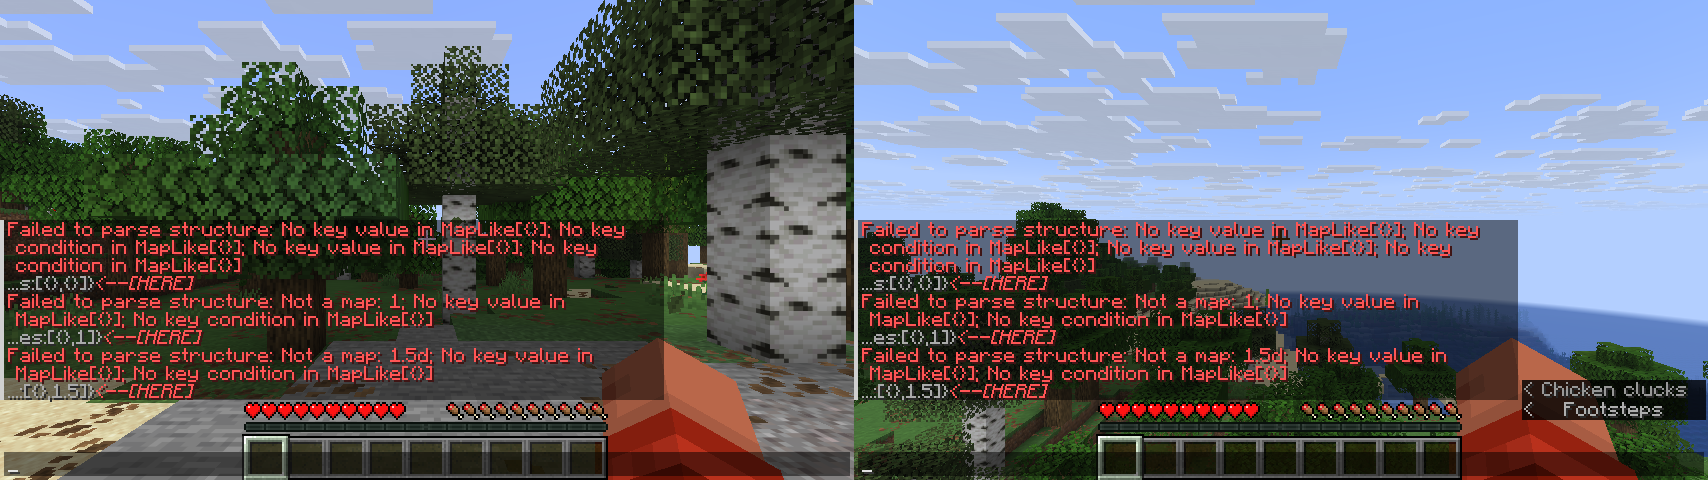 Failed to parse structure: No key value in MapLike[{}]; No key
condition in MapLike[{}]; No key value in MapLike[{}]; No key
condition in MapLike[{}]
...s:[{},{}]}<--[HERE]
Failed to parse structure: Not a map: 1; No key value in
MapLike[{}]; No key condition in MapLike[{}]
...es:[{},1]}<--[HERE]
Failed to parse structure: Not a map: 1.5d; No key value in
MapLike[{}]; No key condition in MapLike[{}]
...:[{},1.5]}<--[HERE]
_
Failed to parse structure: No key value in MapLike[{}]; No key
condition in MapLike[{}]; No key value in MapLike[{}]; No key
condition in MapLike[{}]
...s:[{},{}]}<--[HERE]
Failed to parse structure: Not a map: 1; No key value in
MapLike[{}]; No key condition in MapLike[{}]
...es:[{},1]}<--[HERE]
Failed to parse structure: Not a map: 1.5d; No key value in
MapLike[{}]; No key condition in MapLike[{}]
...:[{},1.5]}<--[HERE]
< Chicken clucks
< Footsteps
_